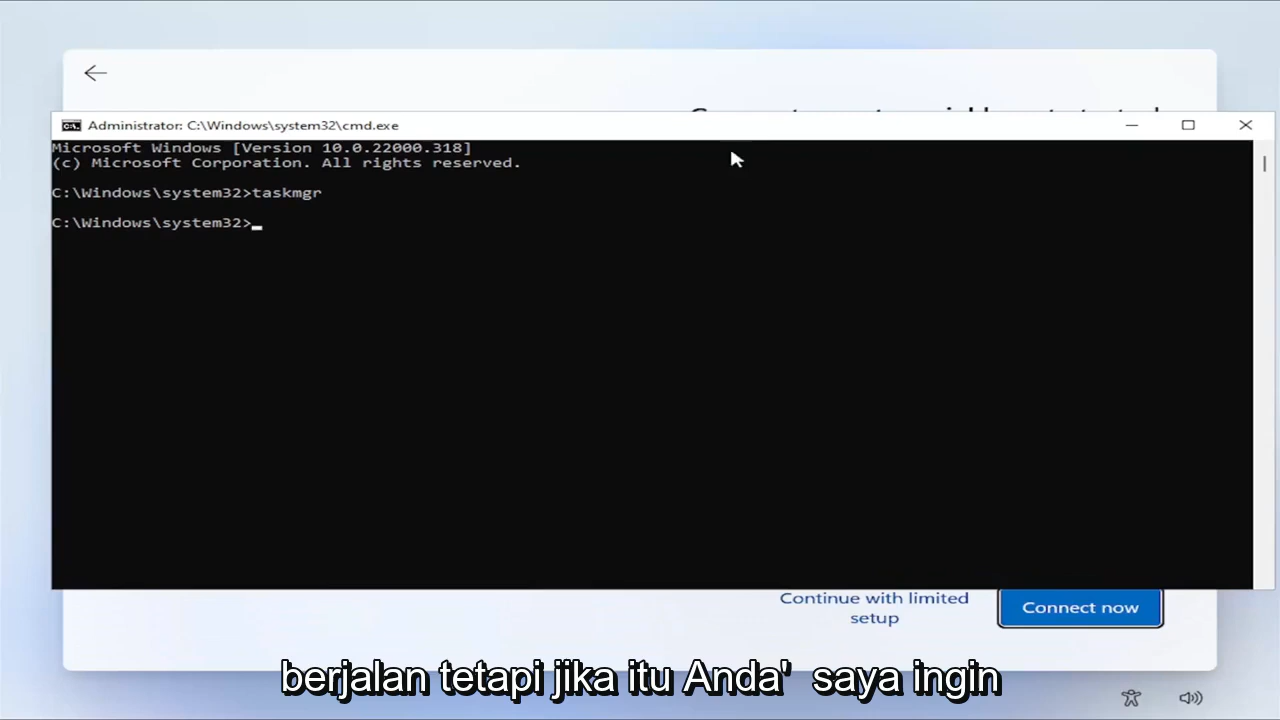 Administrator: C:\Windows\system32\cmd.exe
Microsoft Windows [Version 10.0.22000.318]
(c) Microsoft Corporation. All rights reserved.
C:\Windows\system32>taskmgr
C:\Windows\system32>
Continue with limited
setup
Connect now
berjalan tetapi jika itu Anda' saya ingin